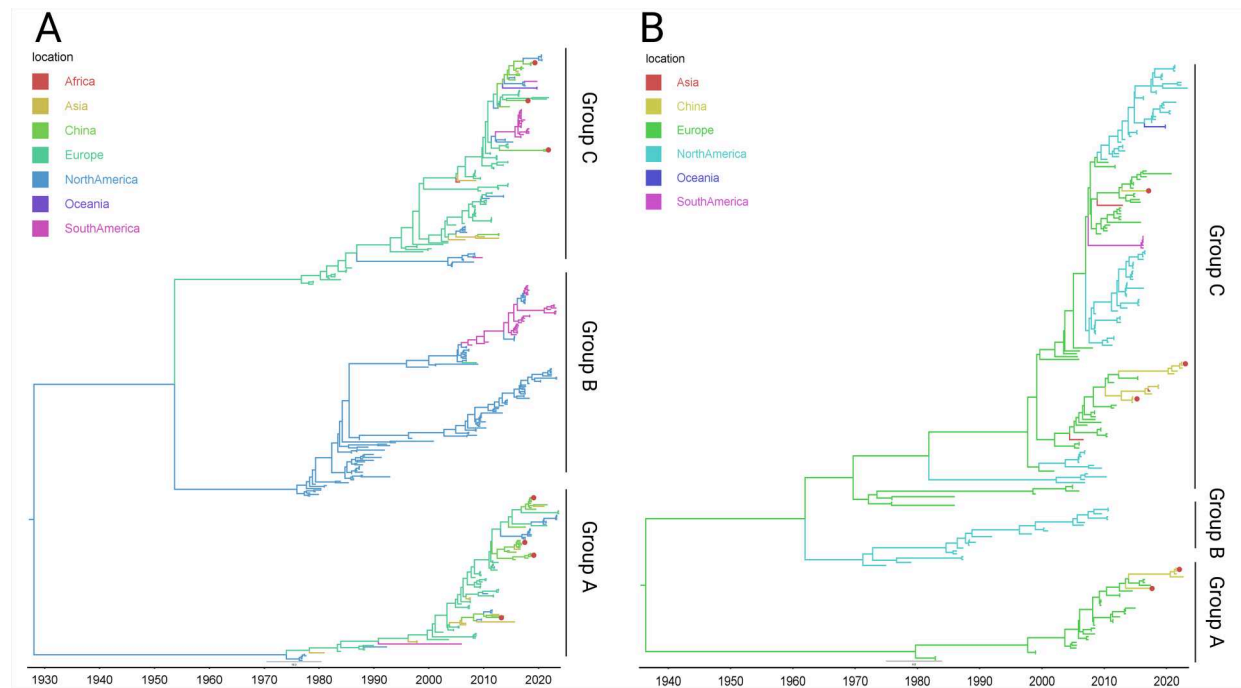 A
location
Africa
Asia
China
Europe
NorthAmerica
Oceania
SouthAmerica
Group C
Group B
Group A
1930 1940 1950 1960 1970 1980 1990 2000 2010 2020
B
location
Asia
China
Europe
NorthAmerica
Oceania
SouthAmerica
Group C
Group B
Group A
1940 1950 1960 1970 1980 1990 2000 2010 2020